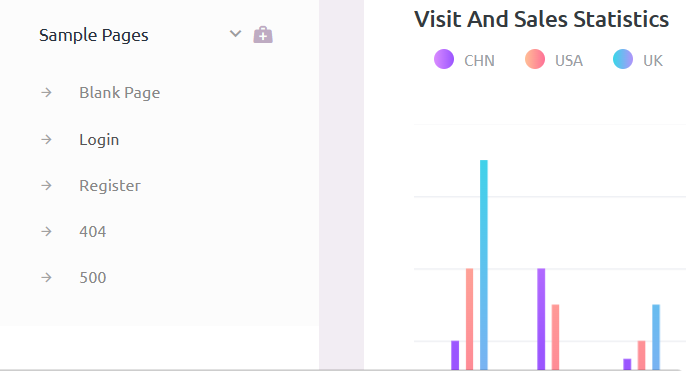 Sample Pages
Blank Page
Login
Register
404
500
Visit And Sales Statistics
CHN
USA
UK